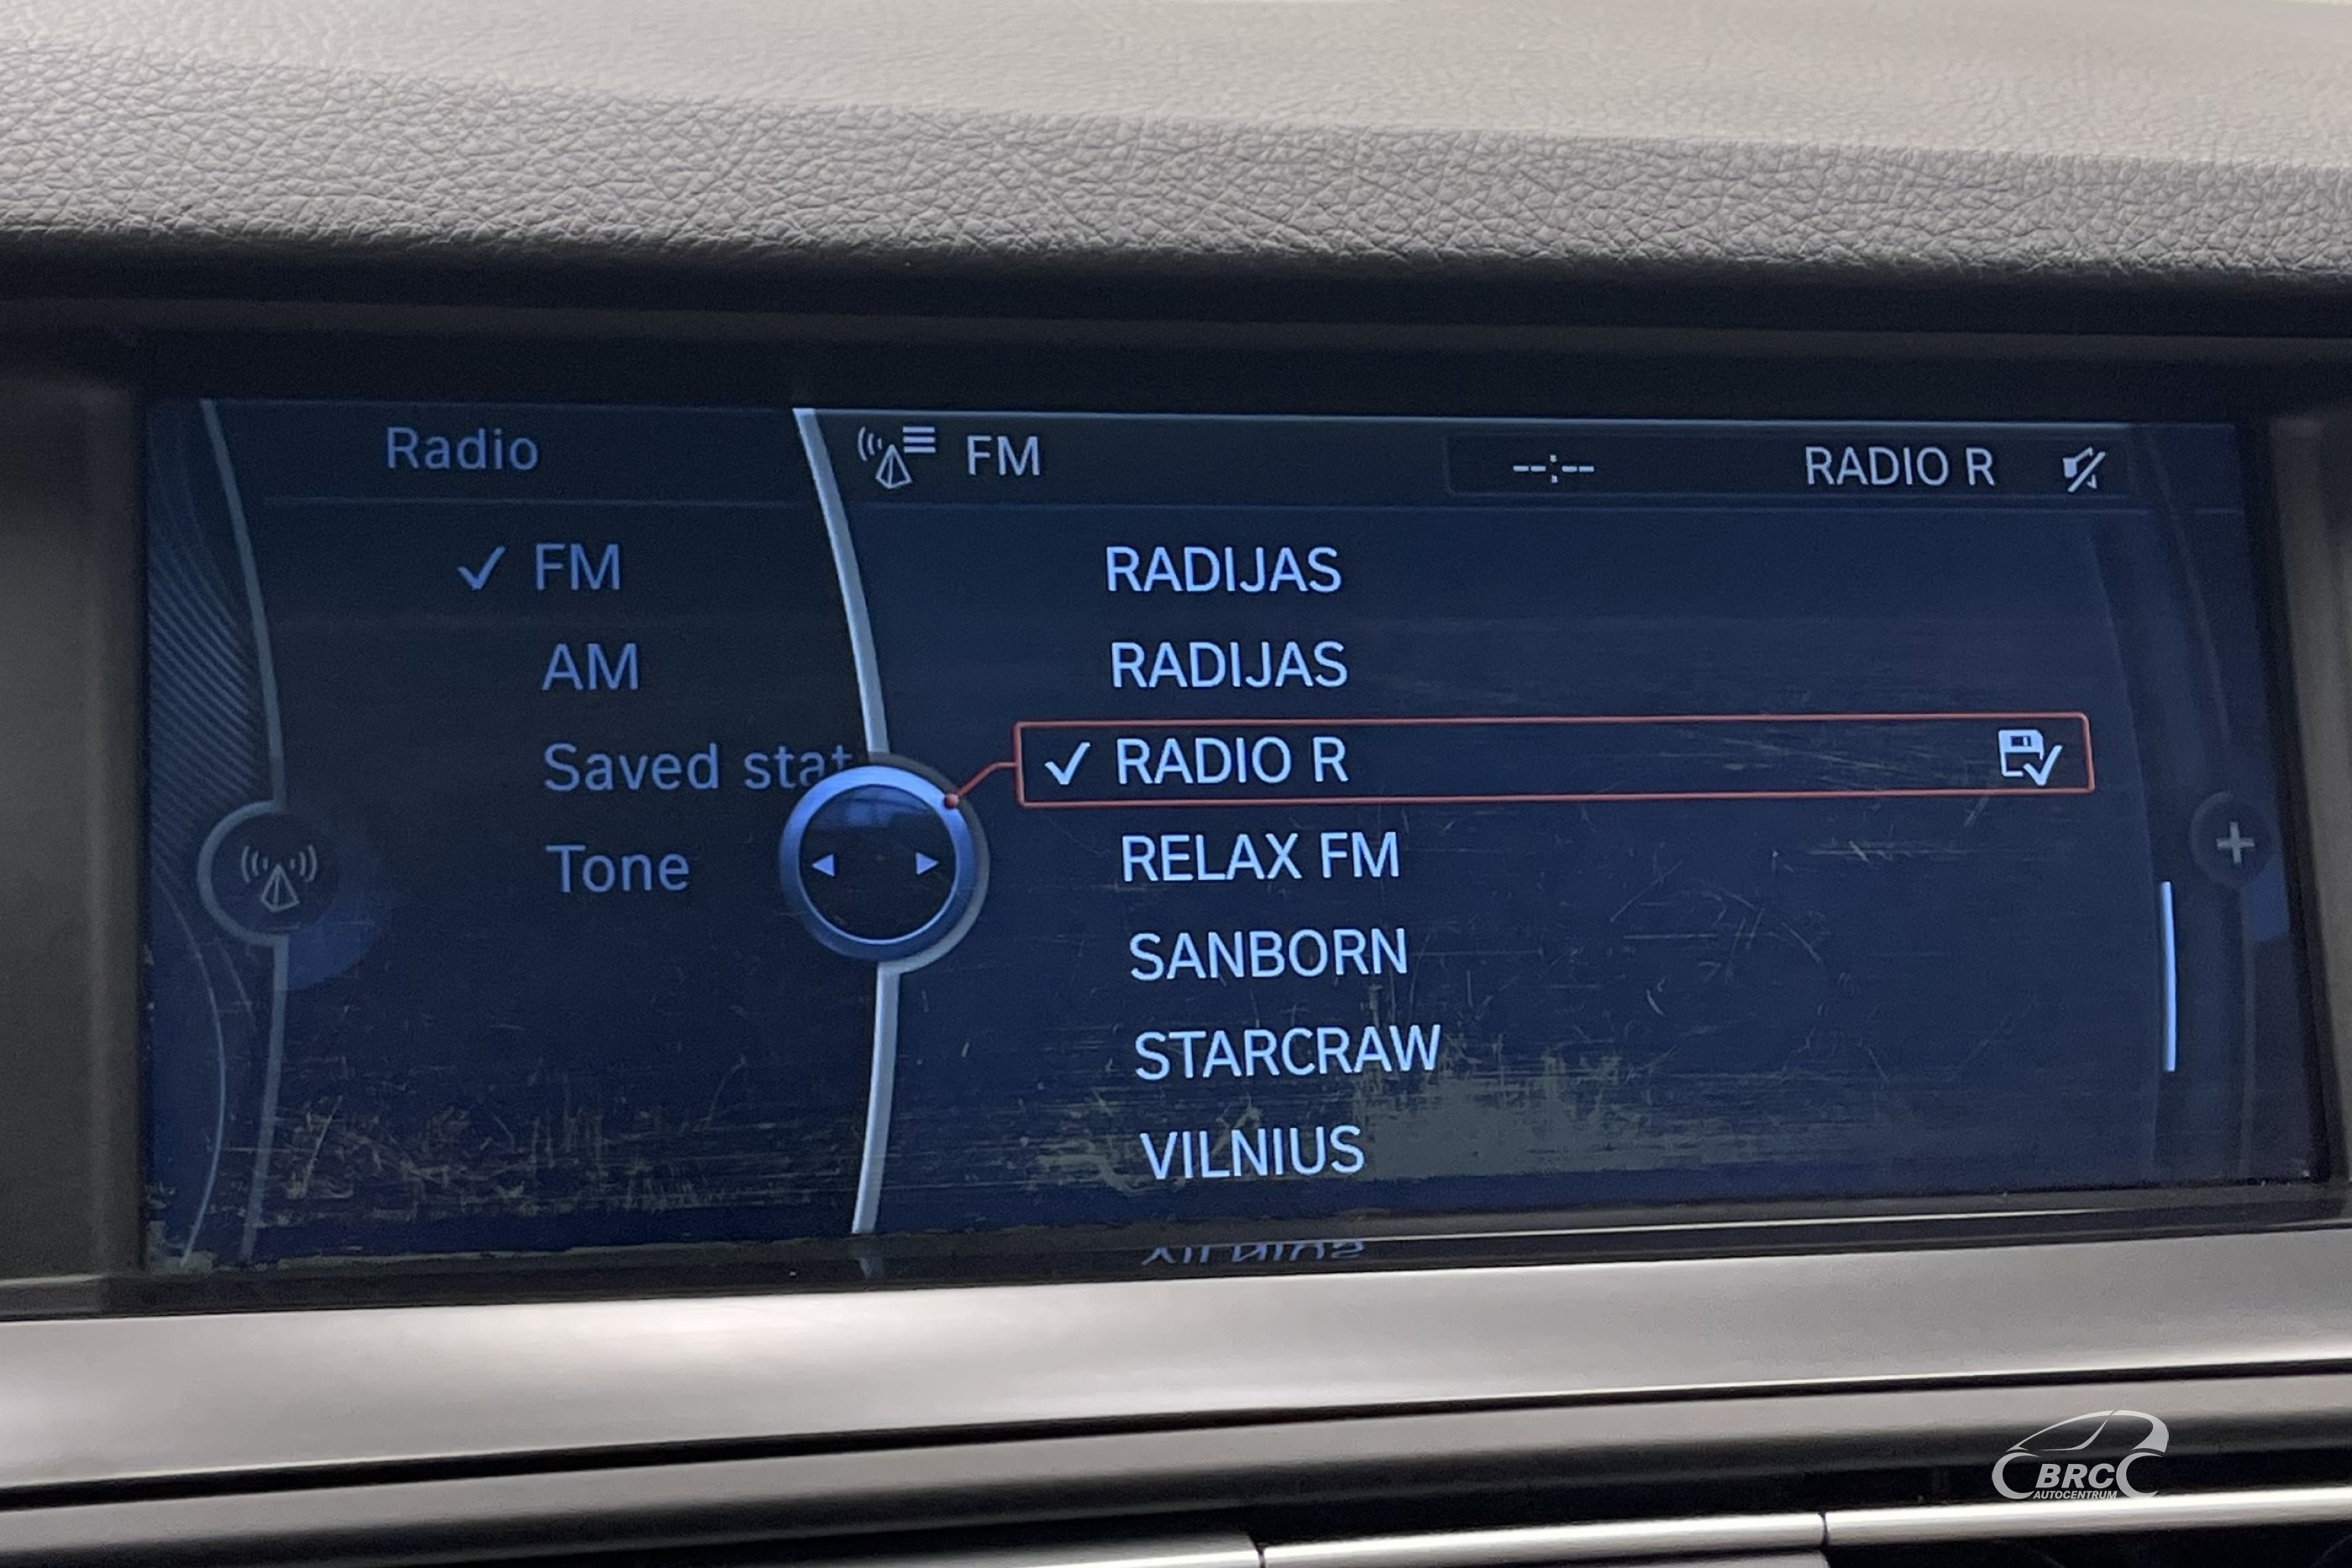 Radio
FM
AM
Saved stat
Tone
FM
--:-- RADIO R
RADIJAS
RADIJAS
RADIO R
RELAX FM
SANBORN
STARCRAW
VILNIUS
BRC
AUTOCENTRUM